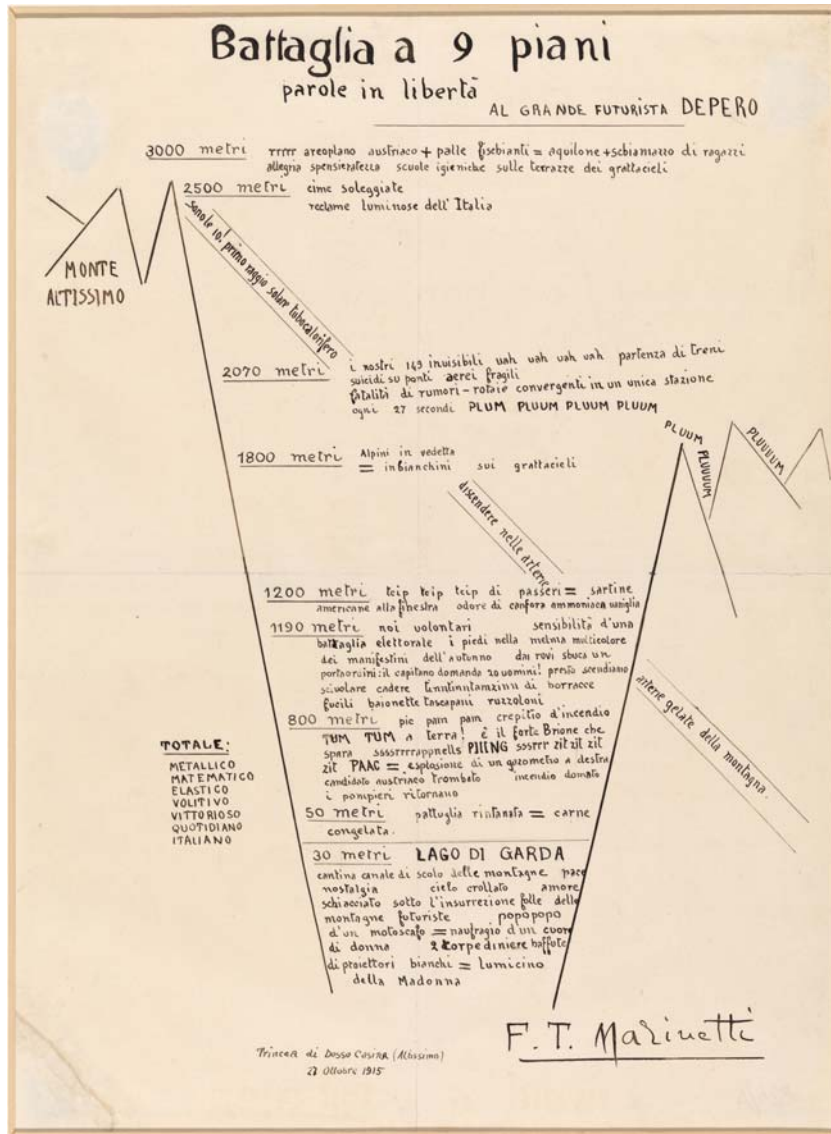 Battaglia a 9 piani
parole in libertà
AL GRANDE FUTURISTA DEPERO
3000 metri rrrrr areoplano austriaco + palle fischianti = aquilone + schiamazzo di ragazzi
allegria spensieratezza scuole igieniche sulle terrazze dei grattacieli
2500 metri cime soleggiate
reclame luminose dell'Italia
MONTE
ALTISSIMO
sonole 10! primo raggio solare tubocalorifero
2070 metri i nostri 149 invisibili uah uah uah uah partenza di treni
suicidi su ponti aerei fragili
fatalità di rumori - rotaie convergenti in un unica stazione
ogni 27 secondi PLUM PLUUM PLUUM PLUUM
PLUUM
PLUUUUM
PLUUUUM
1800 metri Alpini in vedetta
= inbianchini sui grattacieli
discendere nelle arterie
1200 metri tcip tcip tcip di passeri = sartine
americane alla finestra odore di canfora ammoniaca vaniglia
1190 metri noi volontari sensibilità d'una
battaglia elettorale i piedi nella melma multicolore
dei manifestini dell'autunno dai rovi sbuca un
portaordini: il capitano domanda 20 uomini! presto scendiamo
scivolare cadere di borracce
fucili baionette tascapani ruzzoloni
800 metri pic pam pam crepitio d'incendio
TUM TUM a terra! è il forte Brione che
spara ssssrrrrapnells PIIING sssrrr zit zit zit
zit PAAC = esplosione di un gazometro a destra
candidato austriaco trombato incendio domato
i pompieri ritornano
arterie gelate della montagna.
TOTALE:
METALLICO
MATEMATICO
ELASTICO
VOLITIVO
VITTORIOSO
QUOTIDIANO
ITALIANO
50 metri pattuglia rintanata = carne
congelata.
30 metri LAGO DI GARDA
cantina canale di scolo delle montagne pace
nostalgia cielo crollato amore
schiacciato sotto l'insurrezione folle delle
montagne futuriste popopopo
d'un motoscafo = naufragio d'un cuore
di donna 2 torpediniere baffute
di proiettori bianchi = lumicino
della Madonna
F. T. Marinetti
Trincea di Dosso Casina (Altissimo)
Ottobre 1915